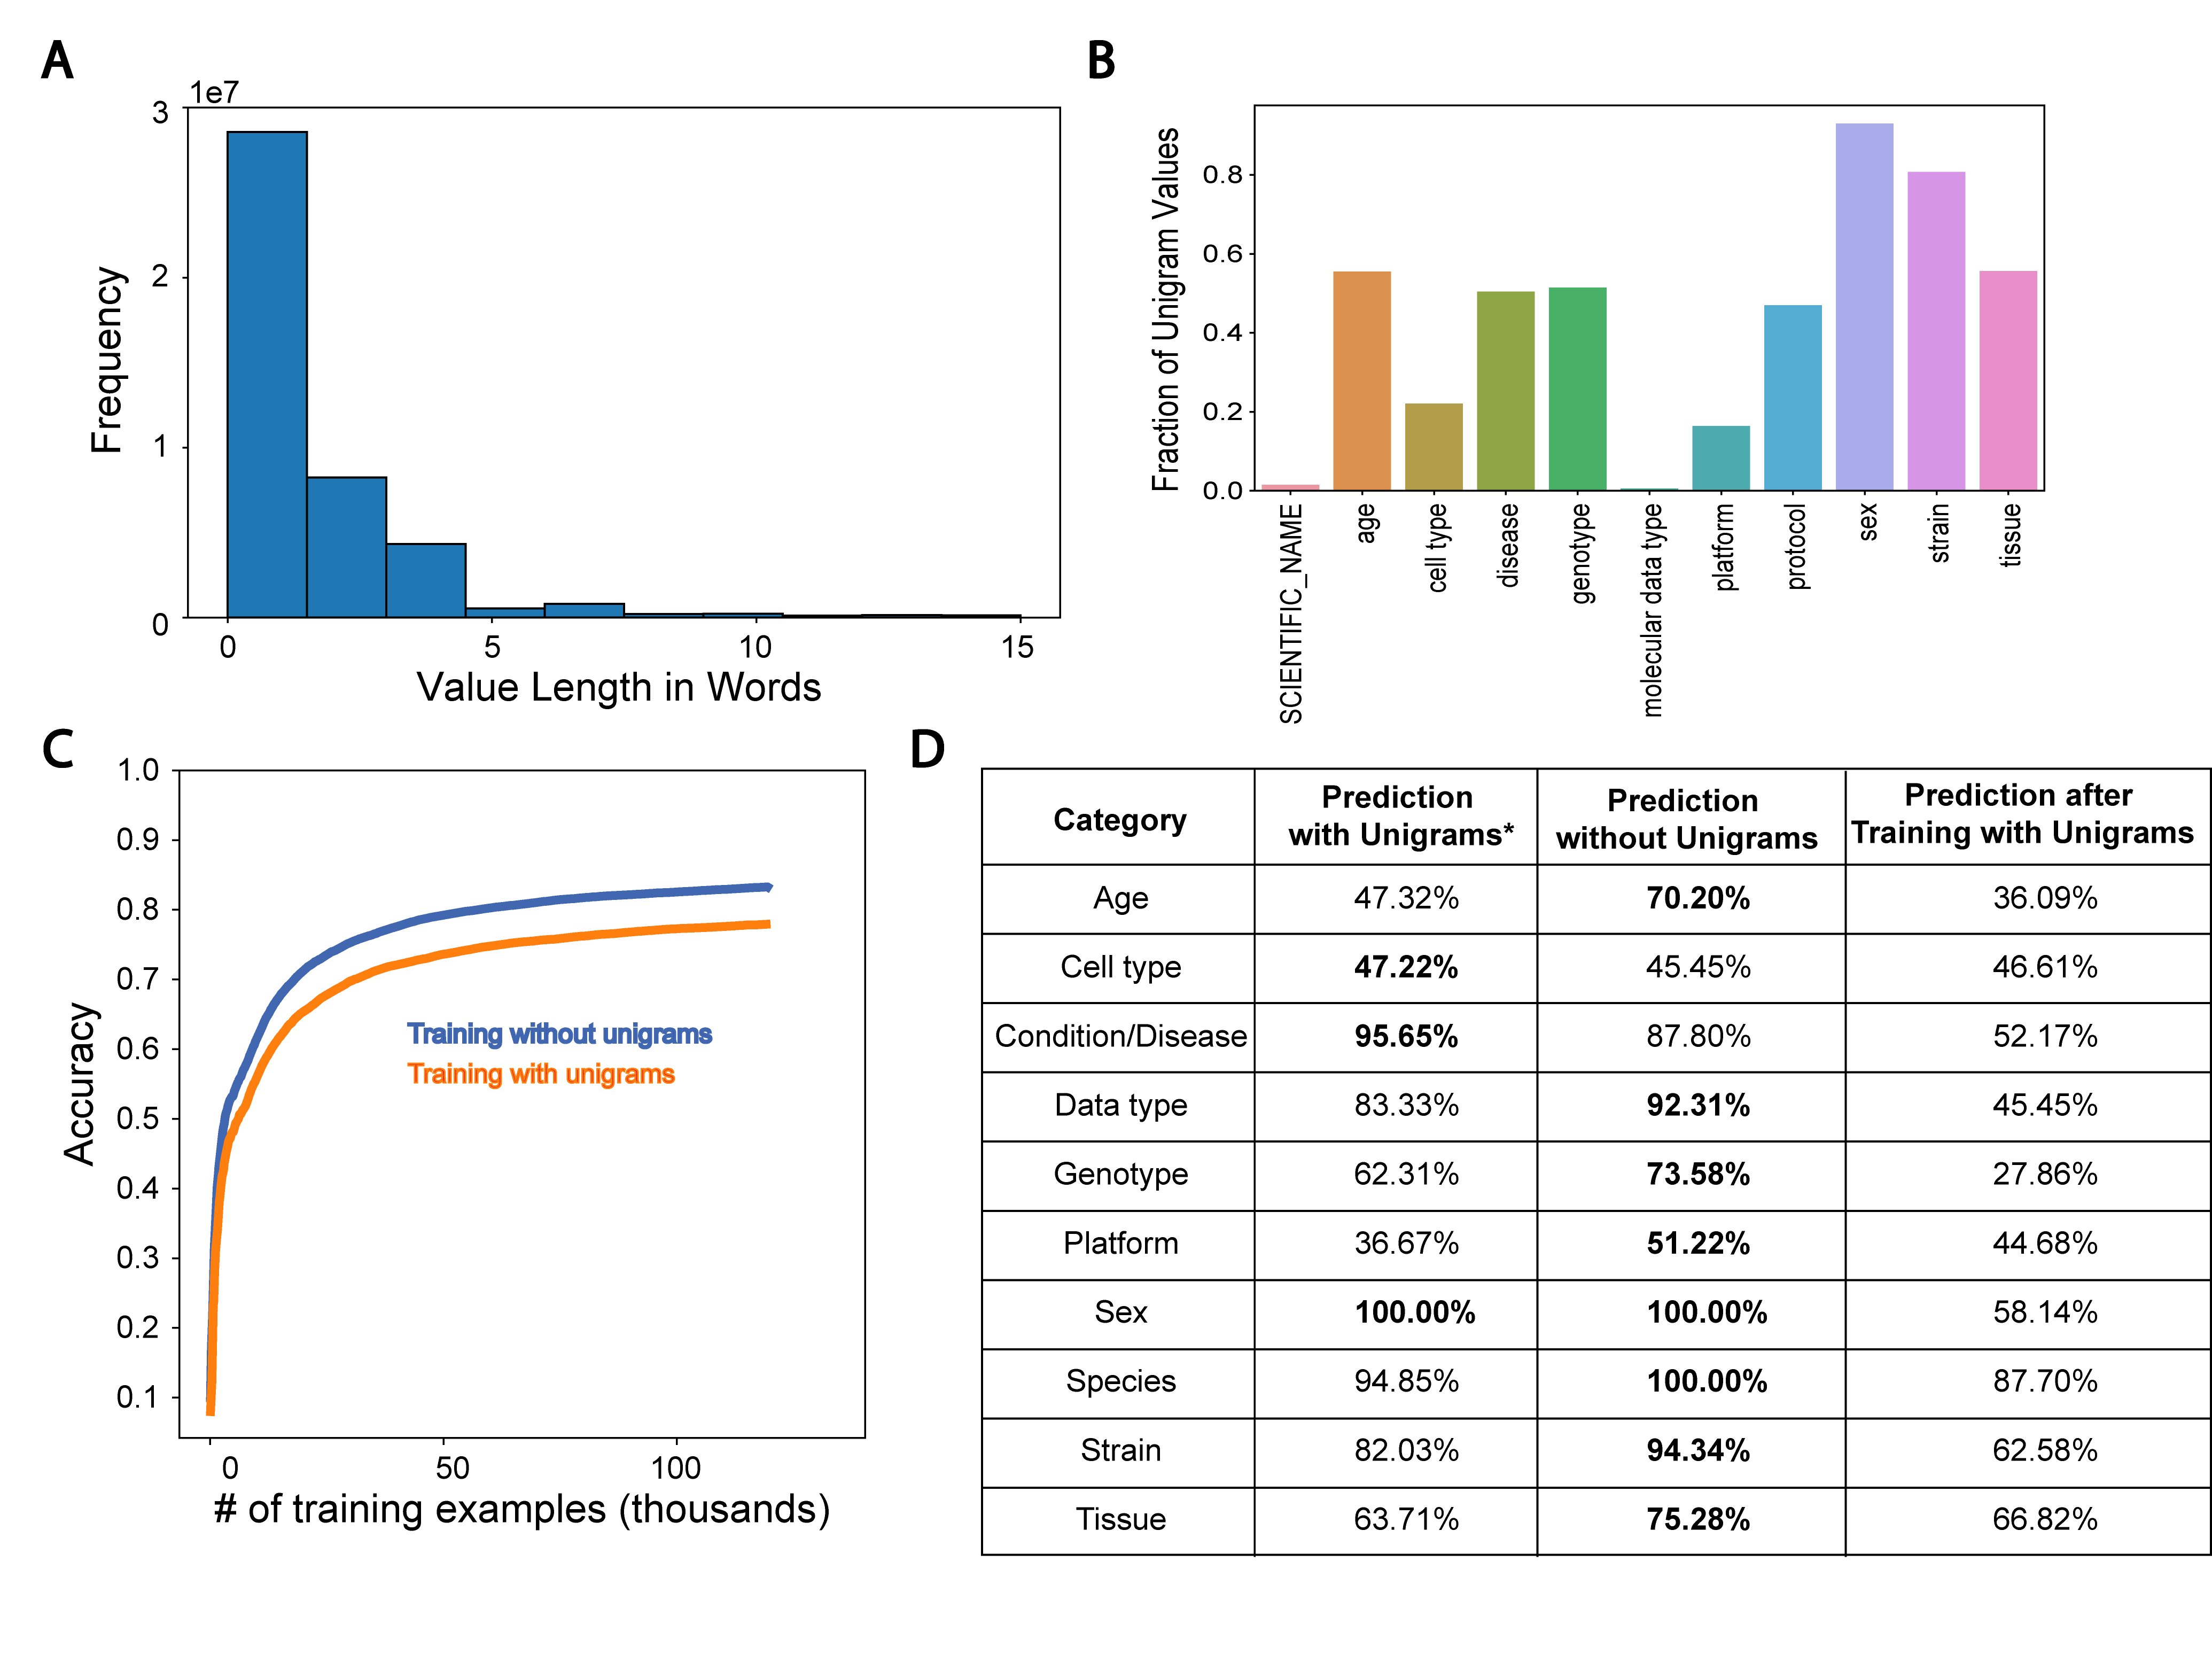 A
1e7
3
2
1
0
Frequency
0 5 10 15
Value Length in Words
B
Fraction of Unigram Values
0.8
0.6
0.4
0.2
0.0
SCIENTIFIC_NAME
age
cell type
disease
genotype
molecular data type
platform
protocol
sex
strain
tissue
C
1.0
0.9
0.8
0.7
0.6
0.5
0.4
0.3
0.2
0.1
Accuracy
Training without unigrams
Training with unigrams
0 50 100
# of training examples (thousands)
D
Category | Prediction with Unigrams* | Prediction without Unigrams | Prediction after Training with Unigrams
Age 47.32% 70.20% 36.09%
Cell type 47.22% 45.45% 46.61%
Condition/Disease 95.65% 87.80% 52.17%
Data type 83.33% 92.31% 45.45%
Genotype 62.31% 73.58% 27.86%
Platform 36.67% 51.22% 44.68%
Sex 100.00% 100.00% 58.14%
Species 94.85% 100.00% 87.70%
Strain 82.03% 94.34% 62.58%
Tissue 63.71% 75.28% 66.82%